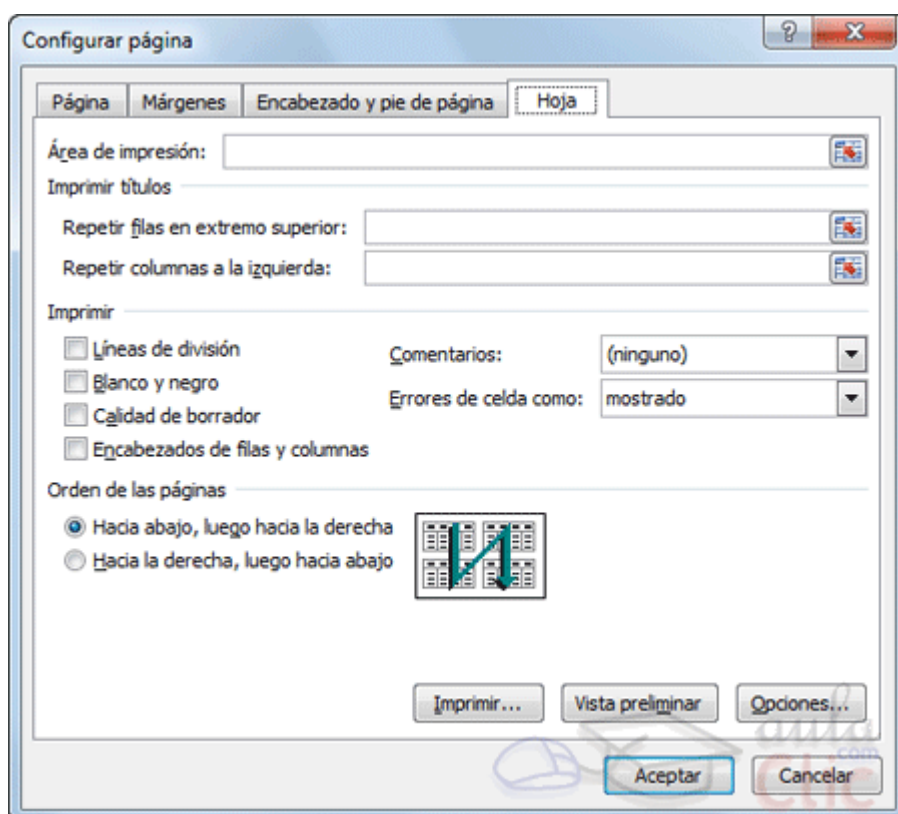 Configurar página
Página Márgenes Encabezado y pie de página Hoja
Área de impresión:
Imprimir títulos
Repetir filas en extremo superior:
Repetir columnas a la izquierda:
Imprimir
Líneas de división
Blanco y negro
Calidad de borrador
Encabezados de filas y columnas
Comentarios: (ninguno)
Errores de celda como: mostrado
Orden de las páginas
Hacia abajo, luego hacia la derecha
Hacia la derecha, luego hacia abajo
Imprimir... Vista preliminar Opciones...
Aceptar Cancelar
aula
.com
Clic